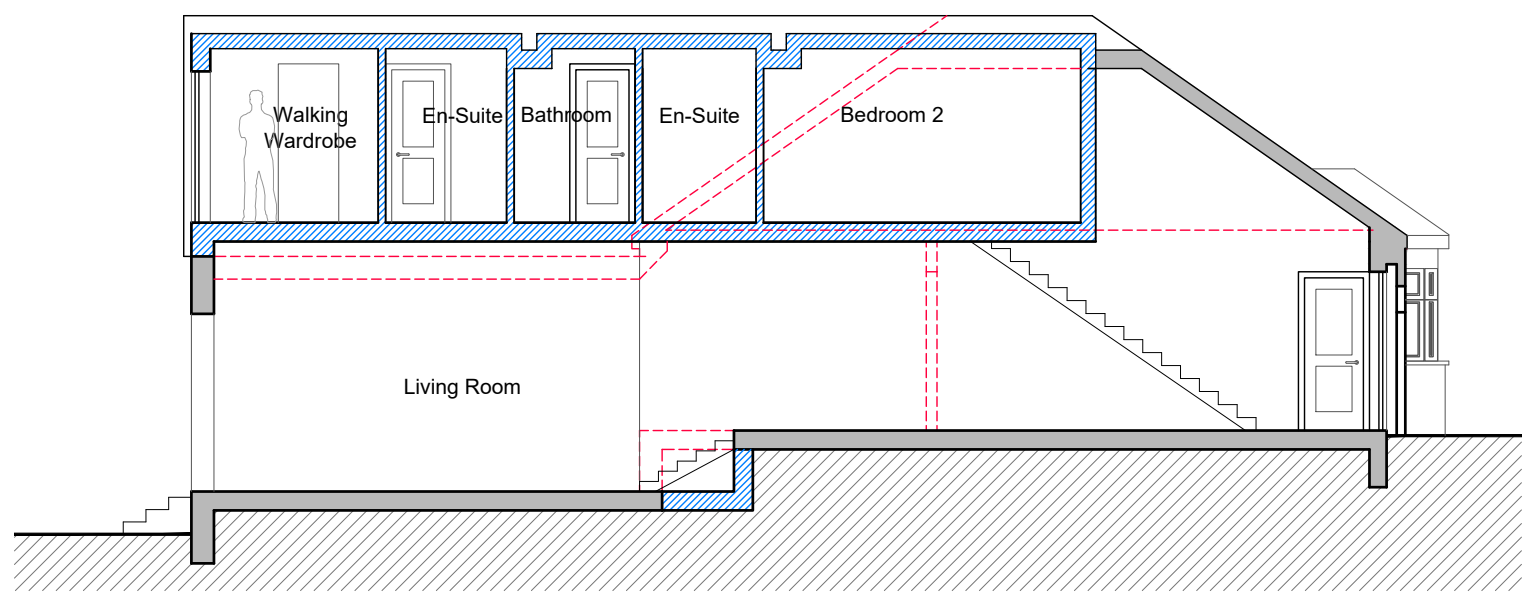 Walking
Wardrobe
En-Suite
Bathroom
En-Suite
Bedroom 2
Living Room